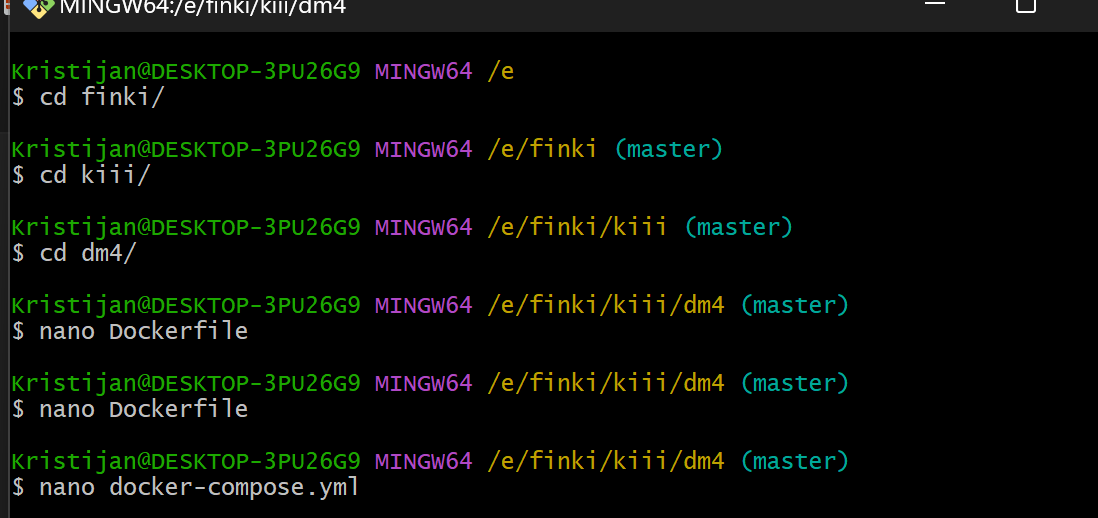 MINGW64:/e/finki/kiii/dm4
Kristijan@DESKTOP-3PU26G9 MINGW64 /e
$ cd finki/
Kristijan@DESKTOP-3PU26G9 MINGW64 /e/finki (master)
$ cd kiii/
Kristijan@DESKTOP-3PU26G9 MINGW64 /e/finki/kiii (master)
$ cd dm4/
Kristijan@DESKTOP-3PU26G9 MINGW64 /e/finki/kiii/dm4 (master)
$ nano Dockerfile
Kristijan@DESKTOP-3PU26G9 MINGW64 /e/finki/kiii/dm4 (master)
$ nano Dockerfile
Kristijan@DESKTOP-3PU26G9 MINGW64 /e/finki/kiii/dm4 (master)
$ nano docker-compose.yml